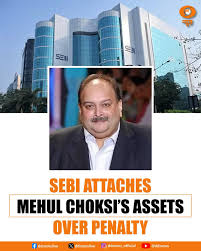 SEBI
SEBI ATTACHES
MEHUL CHOKSI'S ASSETS
OVER PENALTY